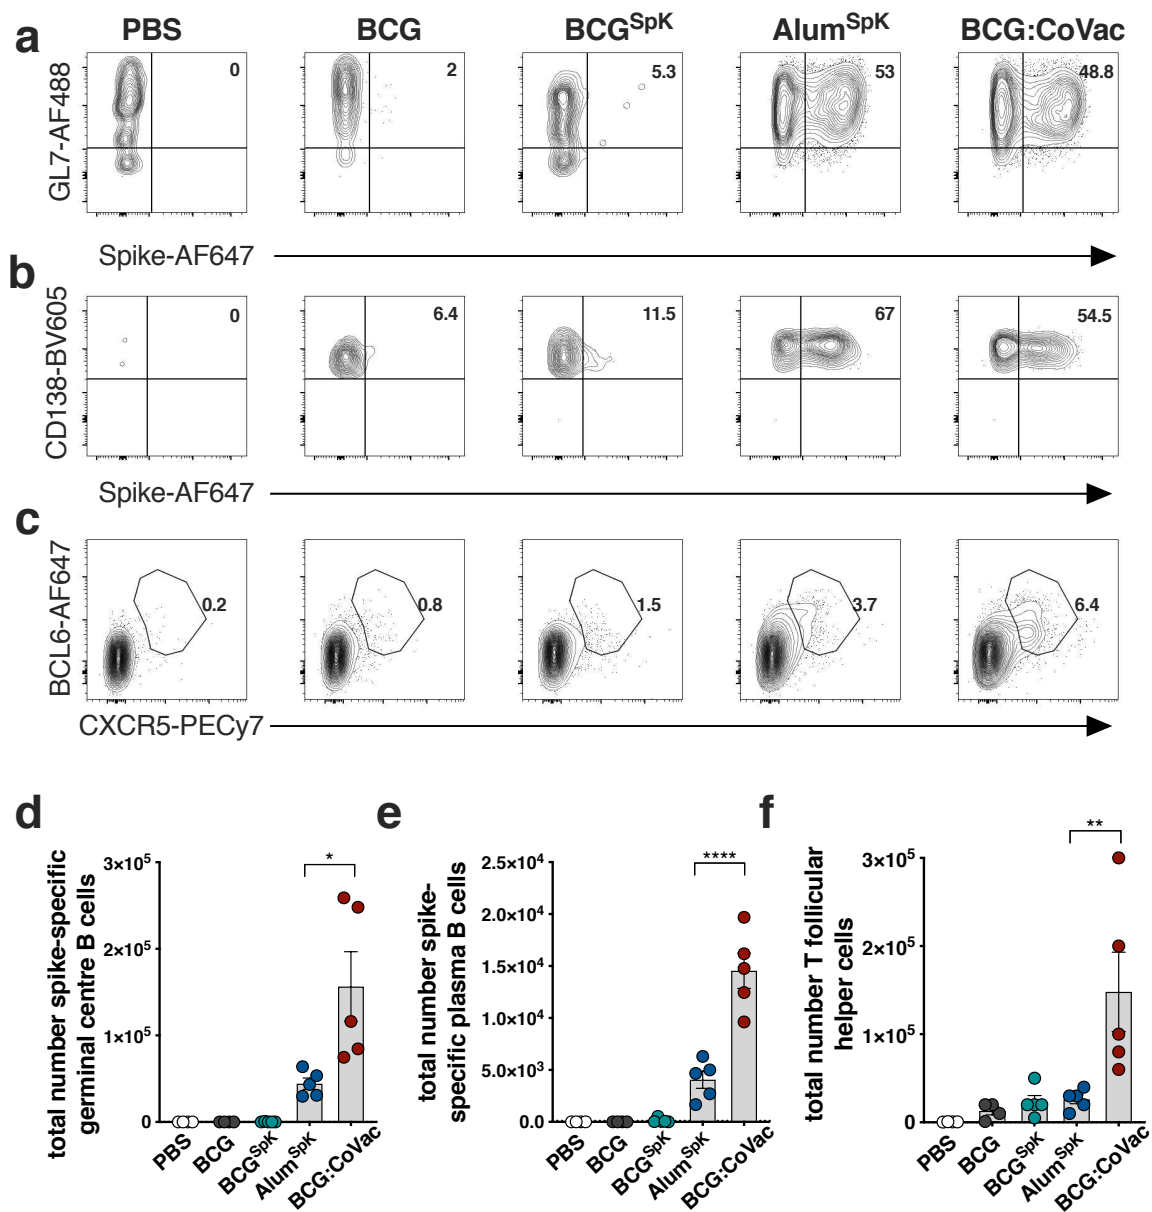 a
PBS BCG BCG^SpK Alum^SpK BCG:CoVac
GL7-AF488
0 2 5.3 53 48.8
Spike-AF647
b
CD138-BV605
0 6.4 11.5 67 54.5
Spike-AF647
c
BCL6-AF647
0.2 0.8 1.5 3.7 6.4
CXCR5-PECy7
d
total number spike-specific
germinal centre B cells
3×10^5
2×10^5
1×10^5
0
*
PBS BCG BCG^SpK Alum^SpK BCG:CoVac
e
total number spike-
specific plasma B cells
2.5×10^4
2.0×10^4
1.5×10^4
1.0×10^4
5.0×10^3
0.0
****
PBS BCG BCG^SpK Alum^SpK BCG:CoVac
f
total number T follicular
helper cells
3×10^5
2×10^5
1×10^5
0
**
PBS BCG BCG^SpK Alum^SpK BCG:CoVac